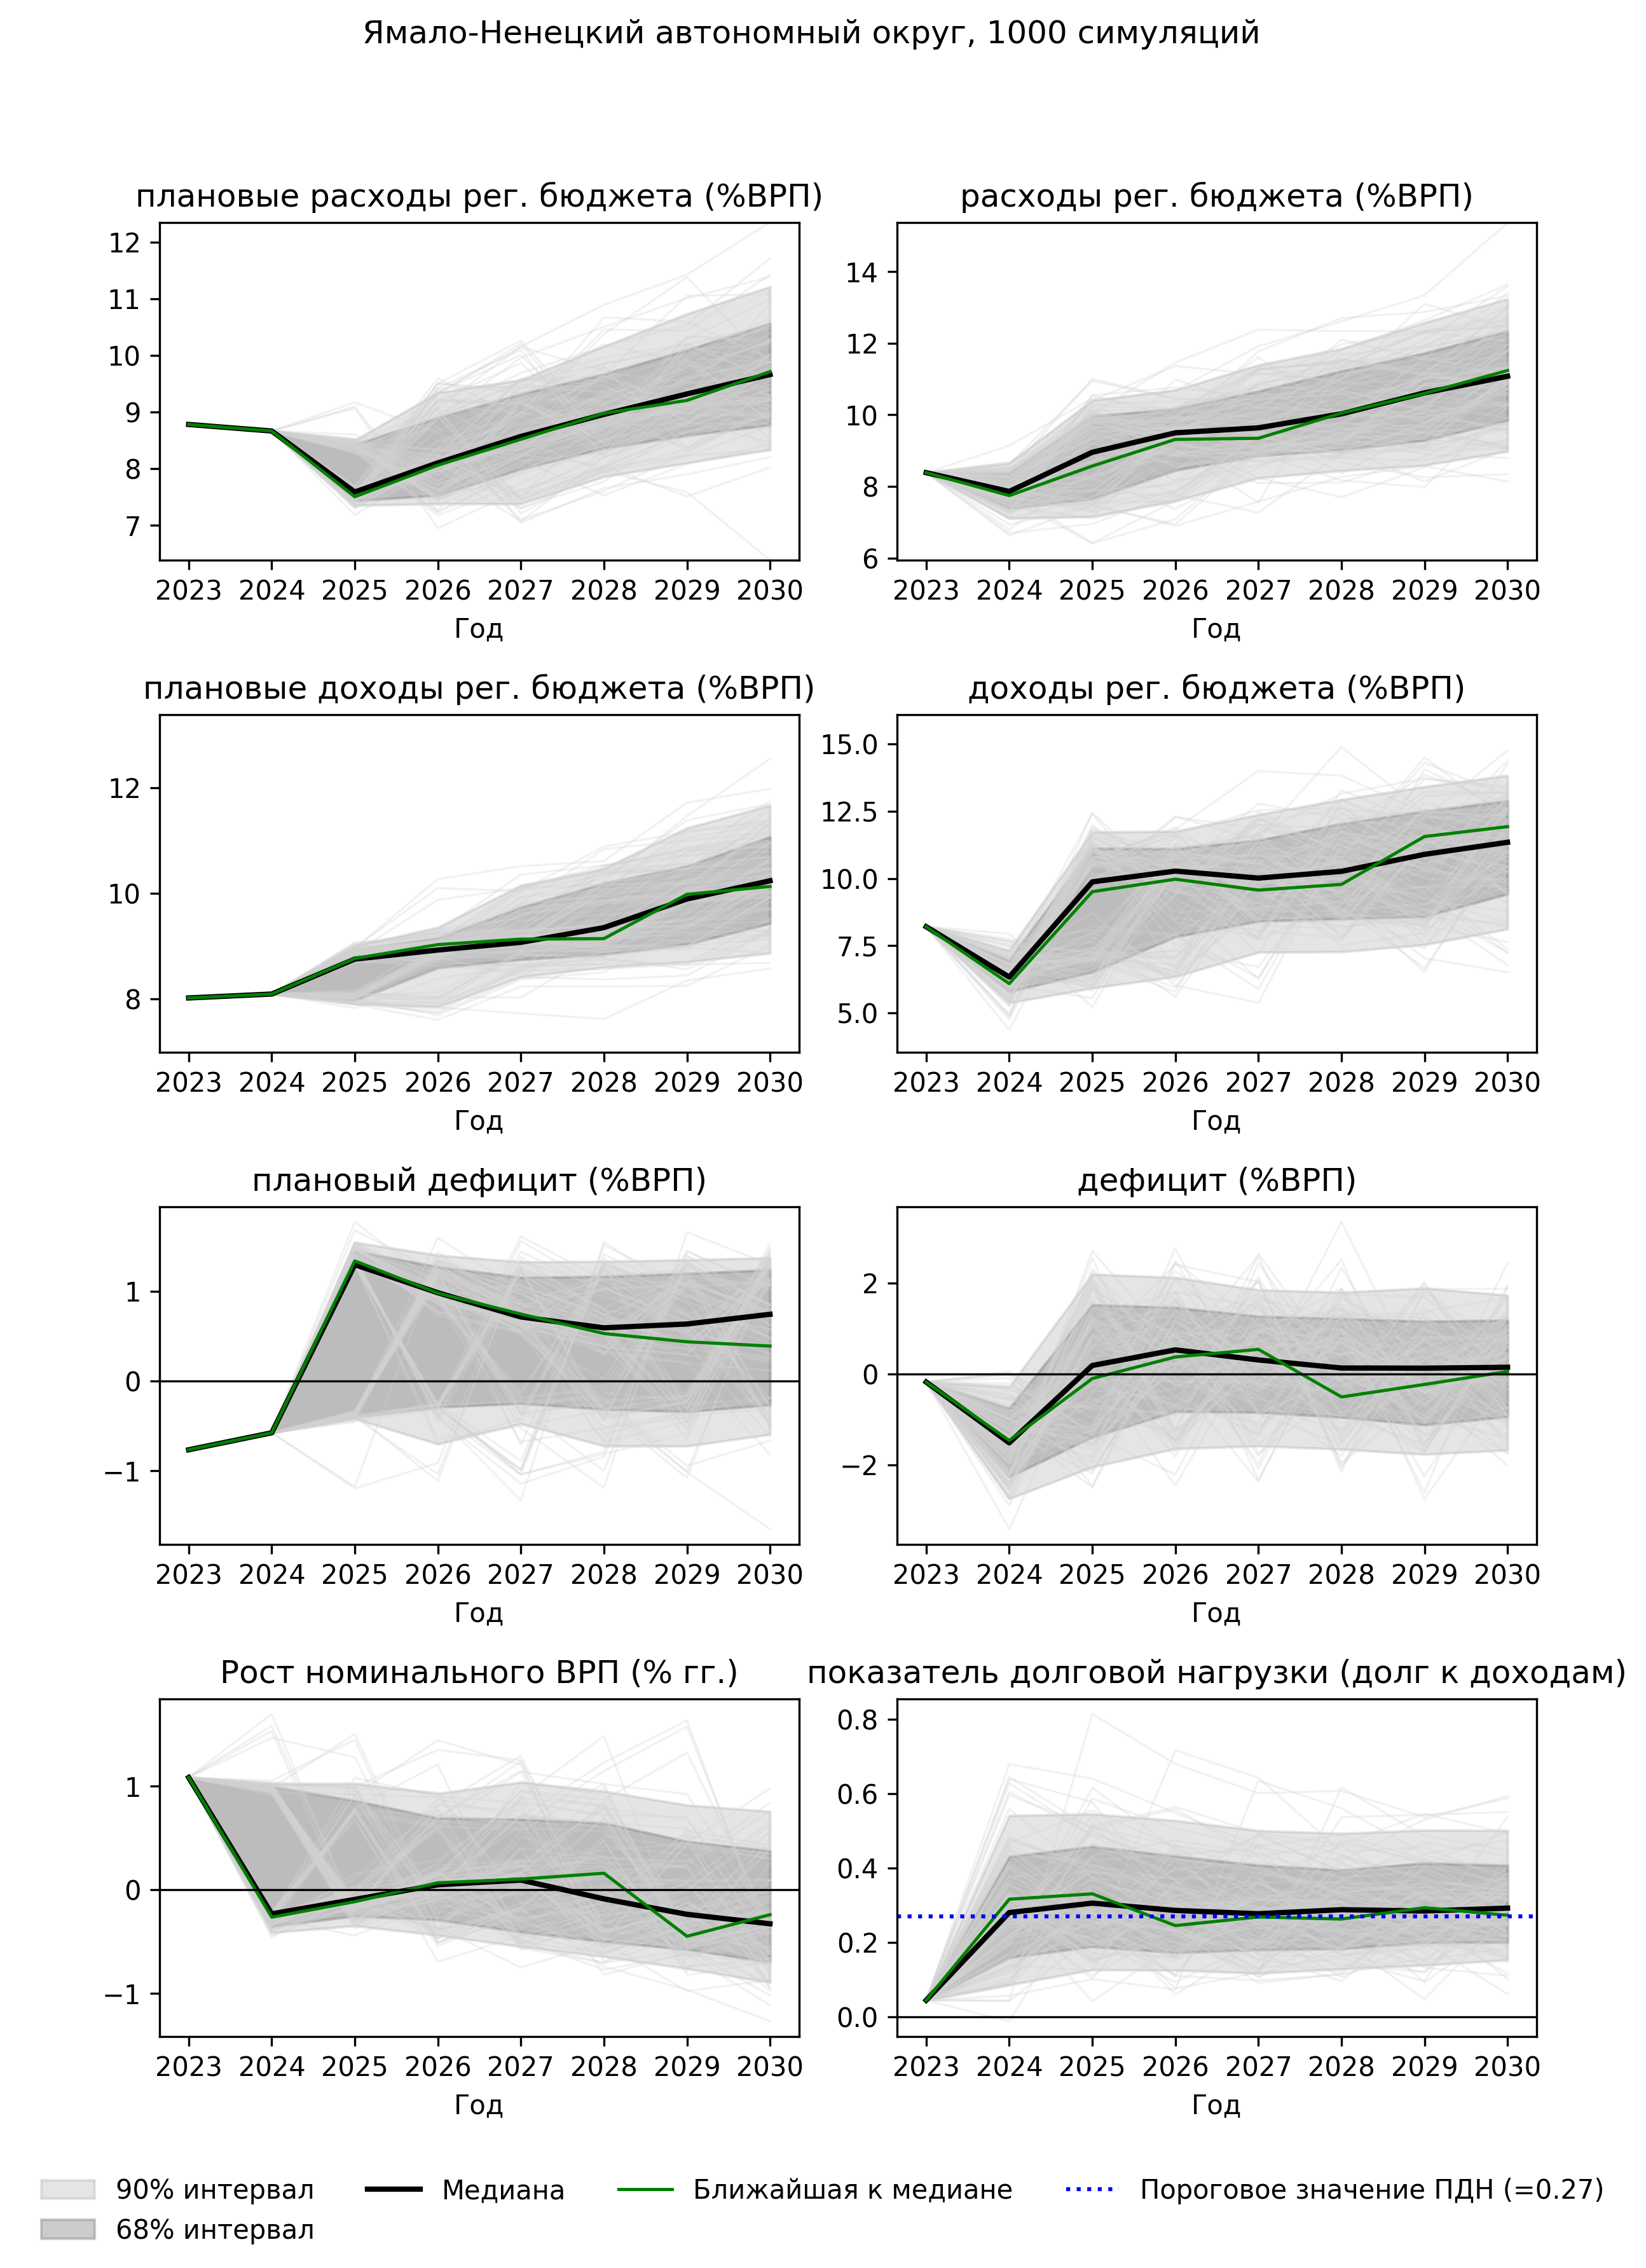 Ямало-Ненецкий автономный округ, 1000 симуляций
плановые расходы рег. бюджета (%ВРП)
12
11
10
9
8
7
2023 2024 2025 2026 2027 2028 2029 2030
Год
расходы рег. бюджета (%ВРП)
14
12
10
8
6
2023 2024 2025 2026 2027 2028 2029 2030
Год
плановые доходы рег. бюджета (%ВРП)
12
10
8
2023 2024 2025 2026 2027 2028 2029 2030
Год
доходы рег. бюджета (%ВРП)
15.0
12.5
10.0
7.5
5.0
2023 2024 2025 2026 2027 2028 2029 2030
Год
плановый дефицит (%ВРП)
1
0
−1
2023 2024 2025 2026 2027 2028 2029 2030
Год
дефицит (%ВРП)
2
0
−2
2023 2024 2025 2026 2027 2028 2029 2030
Год
Рост номинального ВРП (% гг.)
1
0
−1
2023 2024 2025 2026 2027 2028 2029 2030
Год
показатель долговой нагрузки (долг к доходам)
0.8
0.6
0.4
0.2
0.0
2023 2024 2025 2026 2027 2028 2029 2030
Год
90% интервал
68% интервал
Медиана
Ближайшая к медиане
Пороговое значение ПДН (=0.27)